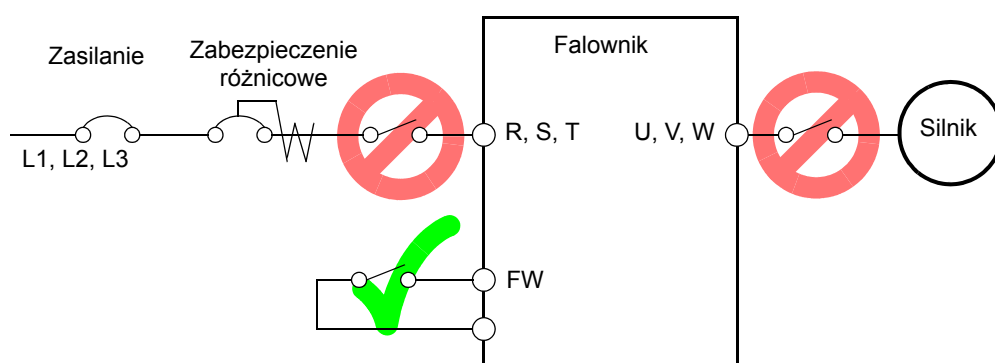 Zasilanie
Zabezpieczenie
różnicowe
Falownik
L1, L2, L3
R, S, T
U, V, W
Silnik
FW